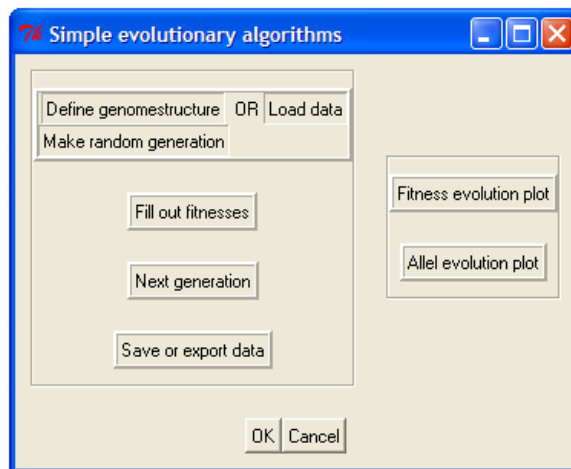 Simple evolutionary algorithms
Define genomestructure OR Load data
Make random generation
Fill out fitnesses
Next generation
Save or export data
Fitness evolution plot
Allel evolution plot
OK Cancel